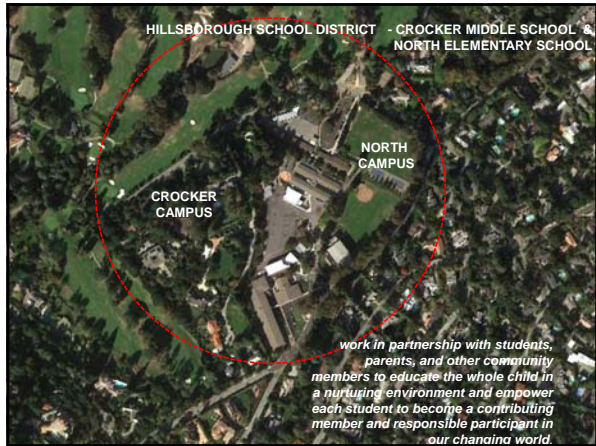 HILLSBOROUGH SCHOOL DISTRICT - CROCKER MIDDLE SCHOOL &
NORTH ELEMENTARY SCHOOL
NORTH
CAMPUS
CROCKER
CAMPUS
work in partnership with students,
parents, and other community
members to educate the whole child in
a nurturing environment and empower
each student to become a contributing
member and responsible participant in
our changing world.